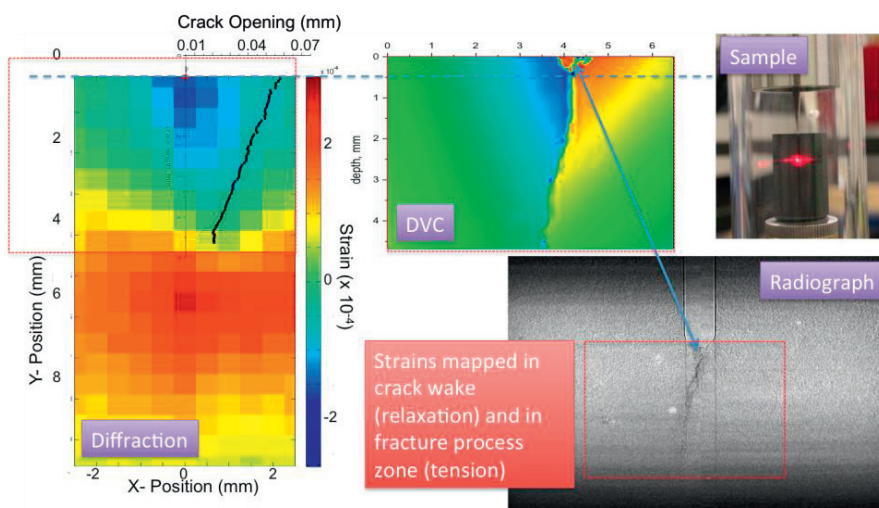 Crack Opening (mm)
0.01 0.04 0.07
x 10⁻⁴
0
2
4
6
8
Y- Position (mm)
-2 0 2
X- Position (mm)
Diffraction
2
0
-2
Strain (x 10⁻⁴)
0 1 2 3 4 5 6
0
1
2
3
4
depth, mm
DVC
Sample
Radiograph
Strains mapped in
crack wake
(relaxation) and in
fracture process
zone (tension)